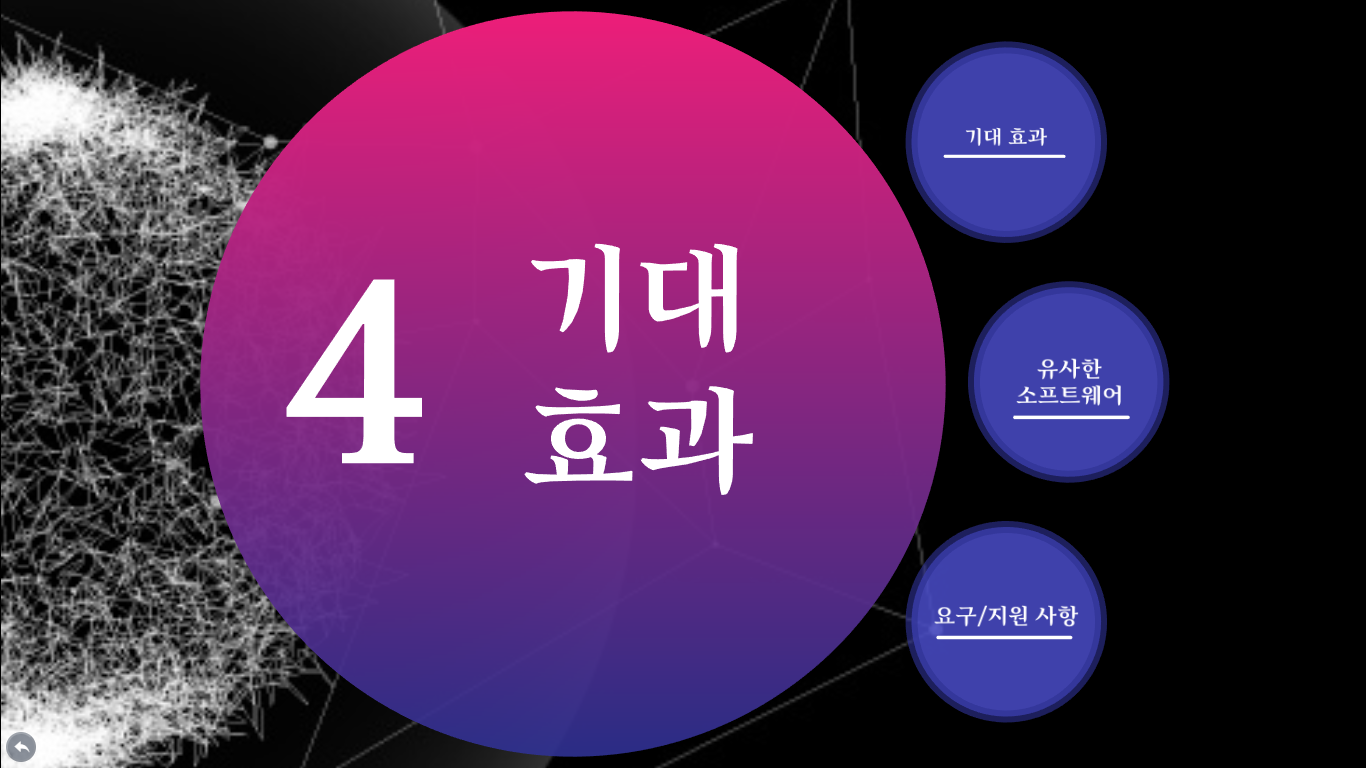 4
기대
효과
기대 효과
유사한
소프트웨어
요구/지원 사항